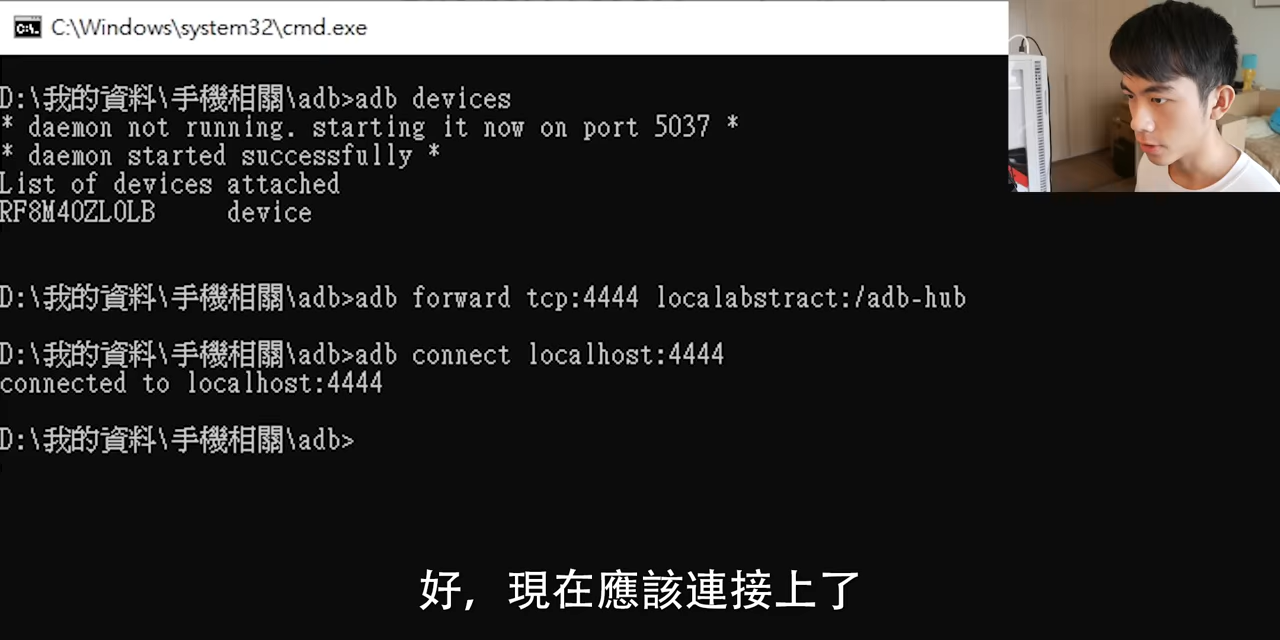 C:\Windows\system32\cmd.exe
D:\我的資料\手機相關\adb>adb devices
* daemon not running. starting it now on port 5037 *
* daemon started successfully *
List of devices attached
RF8M40ZL0LB device
D:\我的資料\手機相關\adb>adb forward tcp:4444 localabstract:/adb-hub
D:\我的資料\手機相關\adb>adb connect localhost:4444
connected to localhost:4444
D:\我的資料\手機相關\adb>
好，現在應該連接上了